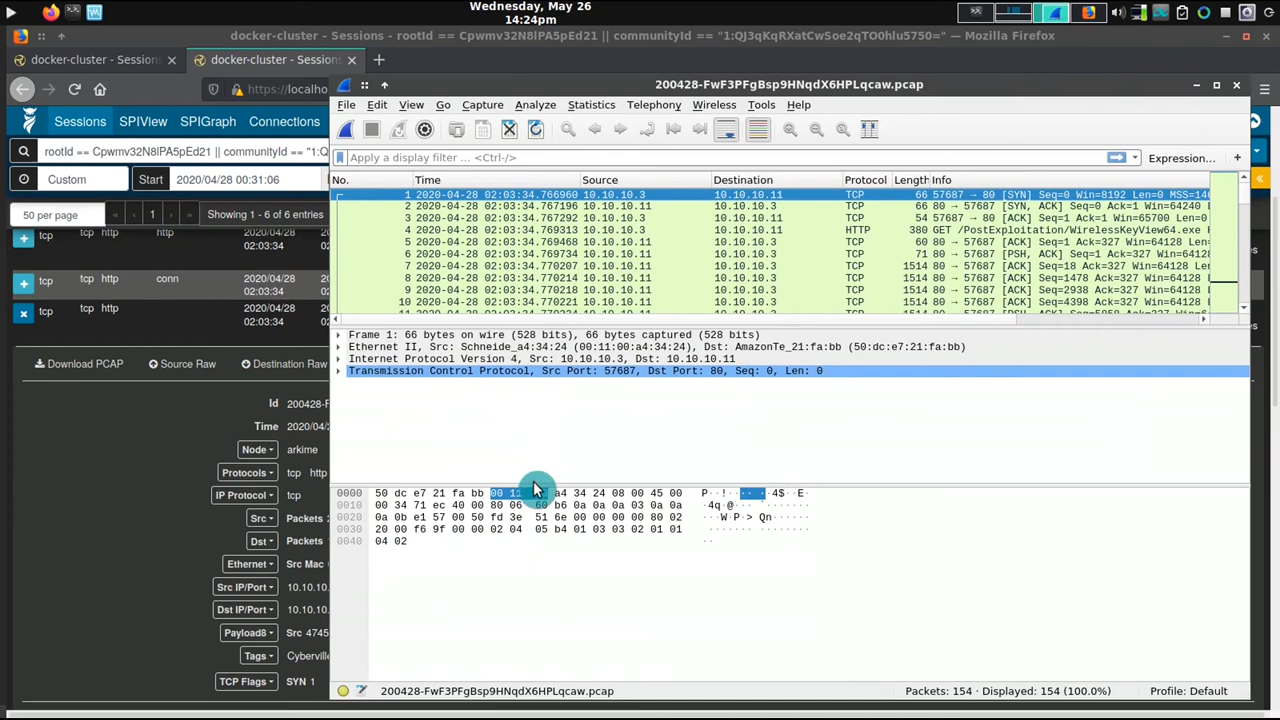 Wednesday, May 26
14:24pm
docker-cluster - Sessions - rootId == Cpwmv32N8lPA5pEd21 || communityId == "1:QJ3qKqRXatCwSoe2qTO0hlu5750=" — Mozilla Firefox
docker-cluster - Sessions
docker-cluster - Sessions
https://localho
Sessions SPIView SPIGraph Connections
rootId == Cpwmv32N8lPA5pEd21 || communityId == "1:Q
Custom Start 2020/04/28 00:31:06
50 per page « ‹ 1 › » Showing 1 - 6 of 6 entries
tcp http http 2020/04/28
02:03:34
tcp http conn 2020/04/28
02:03:34
tcp http 2020/04/28
02:03:34
Download PCAP Source Raw Destination Raw
Id 200428-F
Time 2020/04/
Node arkime
Protocols tcp http
IP Protocol tcp
Src Packets 2
Dst Packets
Ethernet Src Mac
Src IP/Port 10.10.10.
Dst IP/Port 10.10.10.
Payload8 Src 4745
Tags Cyberville
TCP Flags SYN 1
200428-FwF3PFgBsp9HNqdX6HPLqcaw.pcap
File Edit View Go Capture Analyze Statistics Telephony Wireless Tools Help
Apply a display filter ... <Ctrl-/> Expression... +
No. Time Source Destination Protocol Length Info
1 2020-04-28 02:03:34.766960 10.10.10.3 10.10.10.11 TCP 66 57687 → 80 [SYN] Seq=0 Win=8192 Len=0 MSS=146
2 2020-04-28 02:03:34.767196 10.10.10.11 10.10.10.3 TCP 66 80 → 57687 [SYN, ACK] Seq=0 Ack=1 Win=64240
3 2020-04-28 02:03:34.767292 10.10.10.3 10.10.10.11 TCP 54 57687 → 80 [ACK] Seq=1 Ack=1 Win=65700 Len=0
4 2020-04-28 02:03:34.769313 10.10.10.3 10.10.10.11 HTTP 380 GET /PostExploitation/WirelessKeyView64.exe
5 2020-04-28 02:03:34.769468 10.10.10.11 10.10.10.3 TCP 60 80 → 57687 [ACK] Seq=1 Ack=327 Win=64128 Len
6 2020-04-28 02:03:34.769734 10.10.10.11 10.10.10.3 TCP 71 80 → 57687 [PSH, ACK] Seq=1 Ack=327 Win=6412
7 2020-04-28 02:03:34.770210 10.10.10.11 10.10.10.3 TCP 1514 80 → 57687 [ACK] Seq=18 Ack=327 Win=64128 Le
8 2020-04-28 02:03:34.770214 10.10.10.11 10.10.10.3 TCP 1514 80 → 57687 [ACK] Seq=1478 Ack=327 Win=64128
9 2020-04-28 02:03:34.770218 10.10.10.11 10.10.10.3 TCP 1514 80 → 57687 [ACK] Seq=2938 Ack=327 Win=64128
10 2020-04-28 02:03:34.770221 10.10.10.11 10.10.10.3 TCP 1514 80 → 57687 [ACK] Seq=4398 Ack=327 Win=64128
Frame 1: 66 bytes on wire (528 bits), 66 bytes captured (528 bits)
Ethernet II, Src: Schneide_a4:34:24 (00:11:00:a4:34:24), Dst: AmazonTe_21:fa:bb (50:dc:e7:21:fa:bb)
Internet Protocol Version 4, Src: 10.10.10.3, Dst: 10.10.10.11
Transmission Control Protocol, Src Port: 57687, Dst Port: 80, Seq: 0, Len: 0
0000 50 dc e7 21 fa bb 00 11 a4 34 24 08 00 45 00 P··!·· ·· ·4$··E·
0010 00 34 71 ec 40 00 80 06 60 b6 0a 0a 0a 03 0a 0a ·4q·@··· ········
0020 0a 0b e1 57 00 50 fd 3e 51 6e 00 00 00 00 80 02 ···W·P·> Qn······
0030 20 00 f6 9f 00 00 02 04 05 b4 01 03 03 02 01 01 ········ ········
0040 04 02 ··
200428-FwF3PFgBsp9HNqdX6HPLqcaw.pcap Packets: 154 · Displayed: 154 (100.0%) Profile: Default